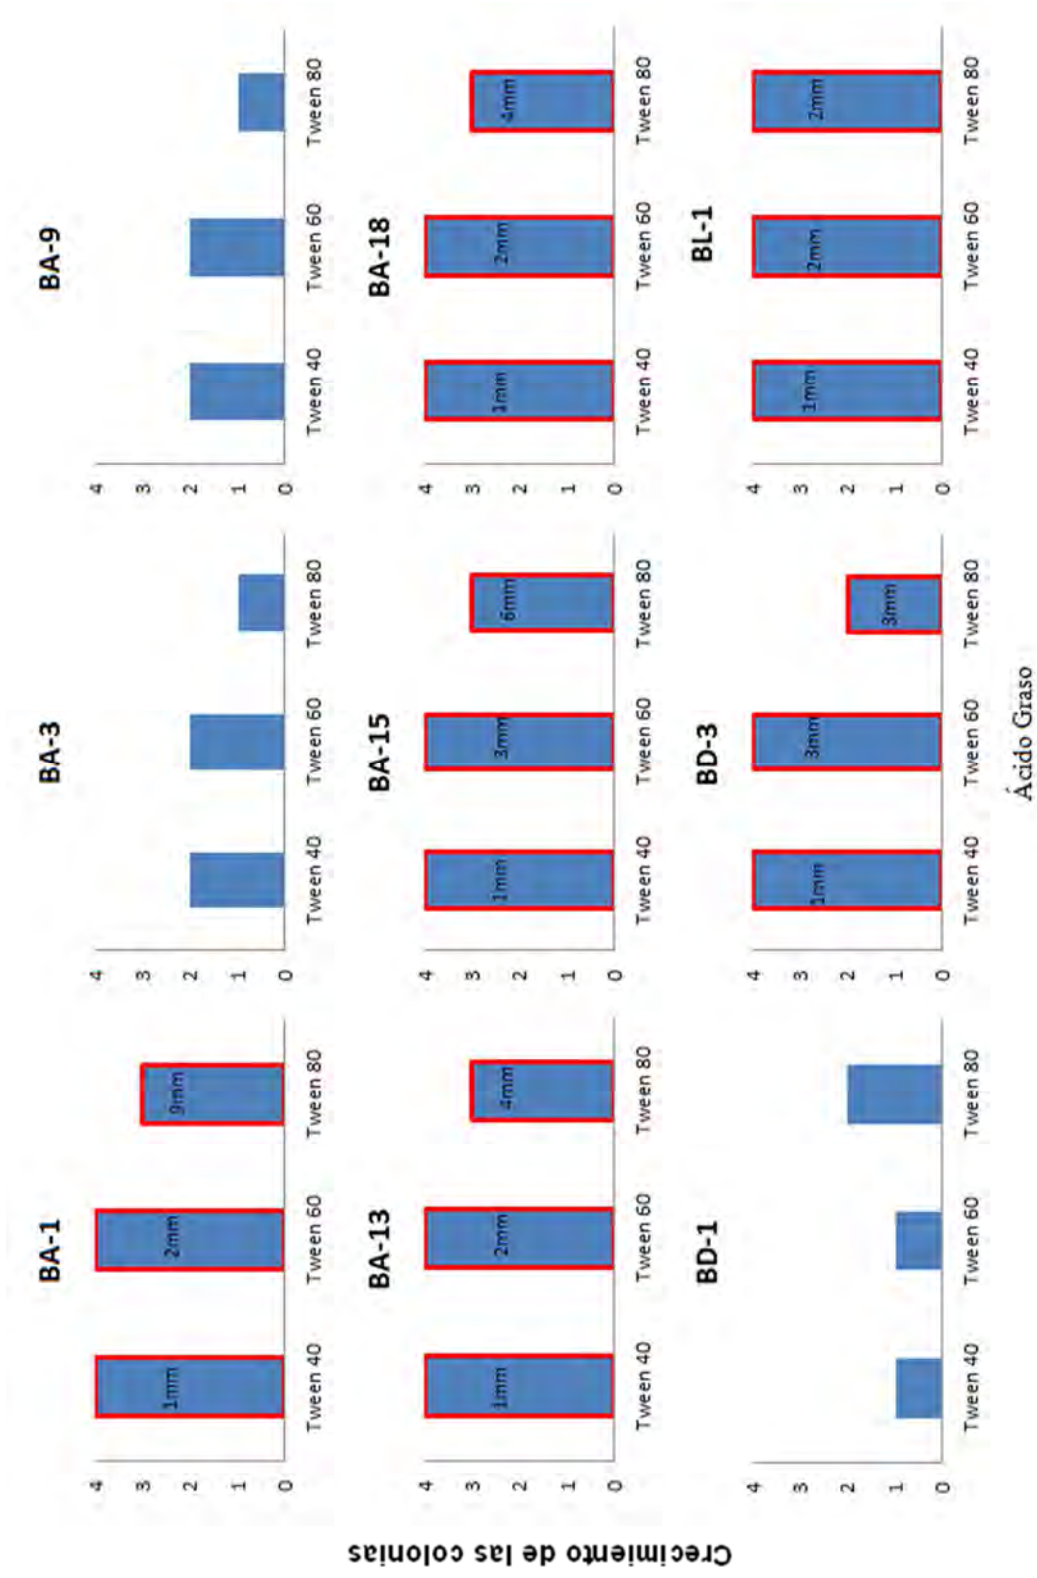 Crecimiento de las colonias
BA-1
4
3
2
1
0
1mm
2mm
9mm
Tween 40 Tween 60 Tween 80
BA-3
4
3
2
1
0
Tween 40 Tween 60 Tween 80
BA-9
4
3
2
1
0
Tween 40 Tween 60 Tween 80
BA-13
4
3
2
1
0
1mm
2mm
4mm
Tween 40 Tween 60 Tween 80
BA-15
4
3
2
1
0
1mm
3mm
6mm
Tween 40 Tween 60 Tween 80
BA-18
4
3
2
1
0
1mm
2mm
4mm
Tween 40 Tween 60 Tween 80
BD-1
4
3
2
1
0
Tween 40 Tween 60 Tween 80
BD-3
4
3
2
1
0
1mm
3mm
3mm
Tween 40 Tween 60 Tween 80
BL-1
4
3
2
1
0
1mm
2mm
2mm
Tween 40 Tween 60 Tween 80
Ácido Graso